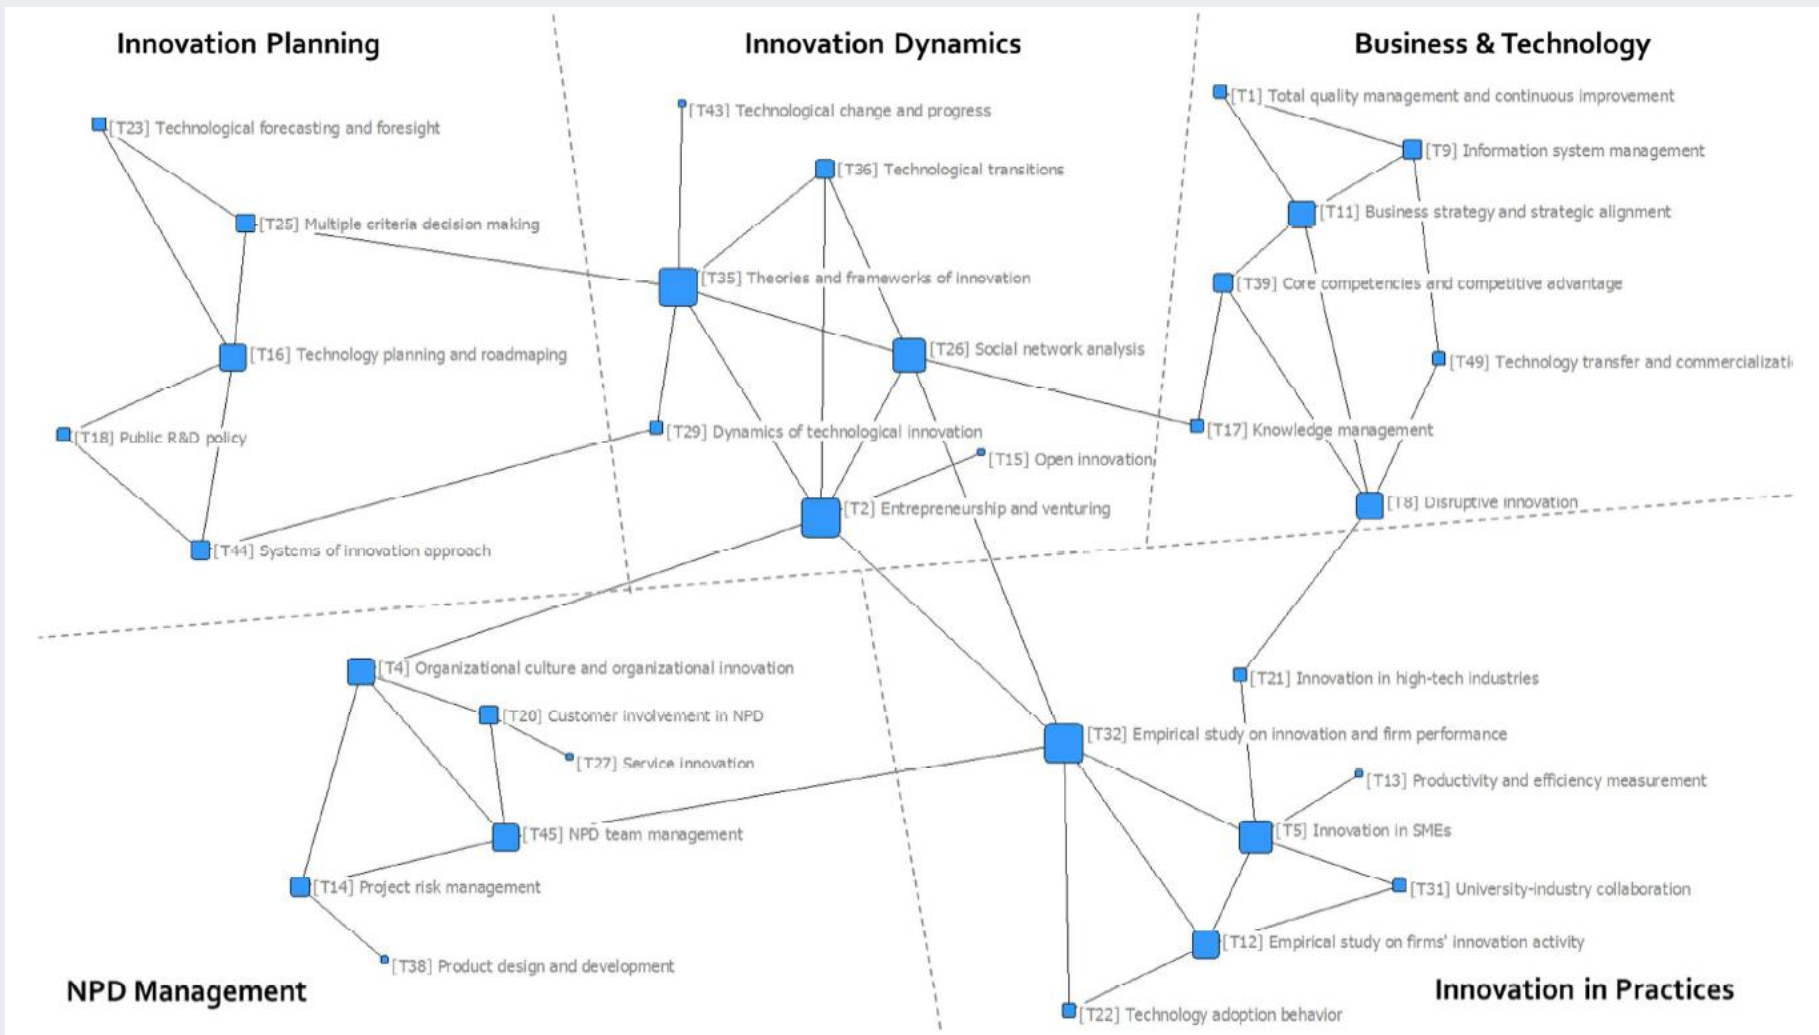 Innovation Planning
Innovation Dynamics
Business & Technology
[T23] Technological forecasting and foresight
[T25] Multiple criteria decision making
[T16] Technology planning and roadmaping
[T18] Public R&D policy
[T44] Systems of innovation approach
[T43] Technological change and progress
[T36] Technological transitions
[T35] Theories and frameworks of innovation
[T26] Social network analysis
[T29] Dynamics of technological innovation
[T15] Open innovation
[T2] Entrepreneurship and venturing
[T1] Total quality management and continuous improvement
[T9] Information system management
[T11] Business strategy and strategic alignment
[T39] Core competencies and competitive advantage
[T49] Technology transfer and commercializati
[T17] Knowledge management
[T8] Disruptive innovation
[T4] Organizational culture and organizational innovation
[T20] Customer involvement in NPD
[T27] Service innovation
[T45] NPD team management
[T14] Project risk management
[T38] Product design and development
NPD Management
[T21] Innovation in high-tech industries
[T32] Empirical study on innovation and firm performance
[T13] Productivity and efficiency measurement
[T5] Innovation in SMEs
[T31] University-industry collaboration
[T12] Empirical study on firms' innovation activity
[T22] Technology adoption behavior
Innovation in Practices